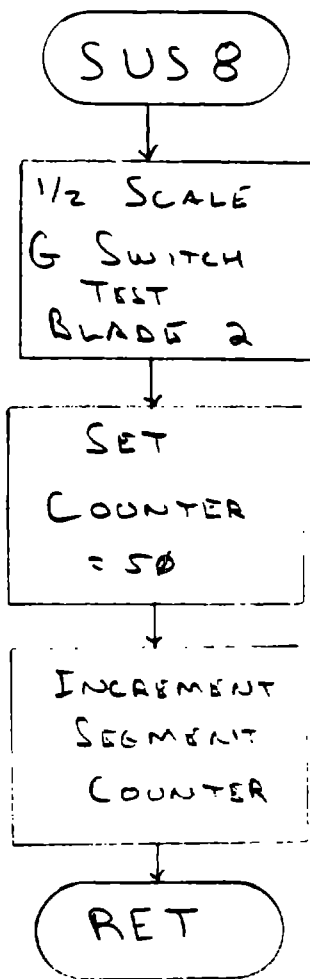 SUS 8
1/2 SCALE
G SWITCH
TEST
BLADE 2
SET
COUNTER
= 5Ø
INCREMENT
SEGMENT
COUNTER
RET